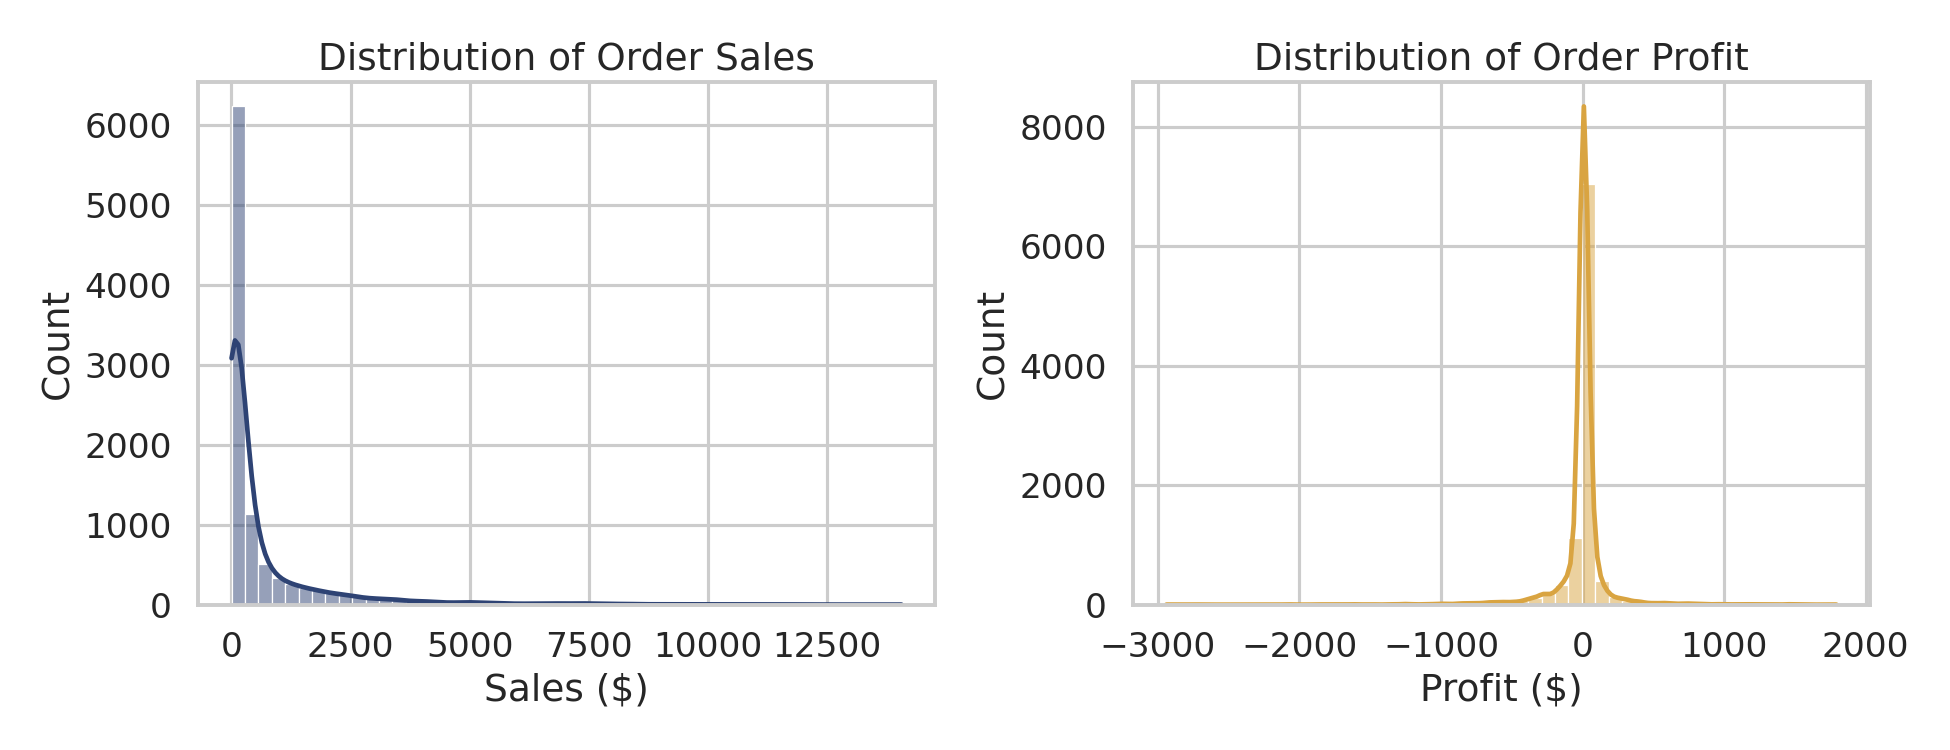 Distribution of Order Sales
6000
5000
4000
3000
2000
1000
0
Count
0 2500 5000 7500 10000 12500
Sales ($)
Distribution of Order Profit
8000
6000
4000
2000
0
Count
−3000 −2000 −1000 0 1000 2000
Profit ($)